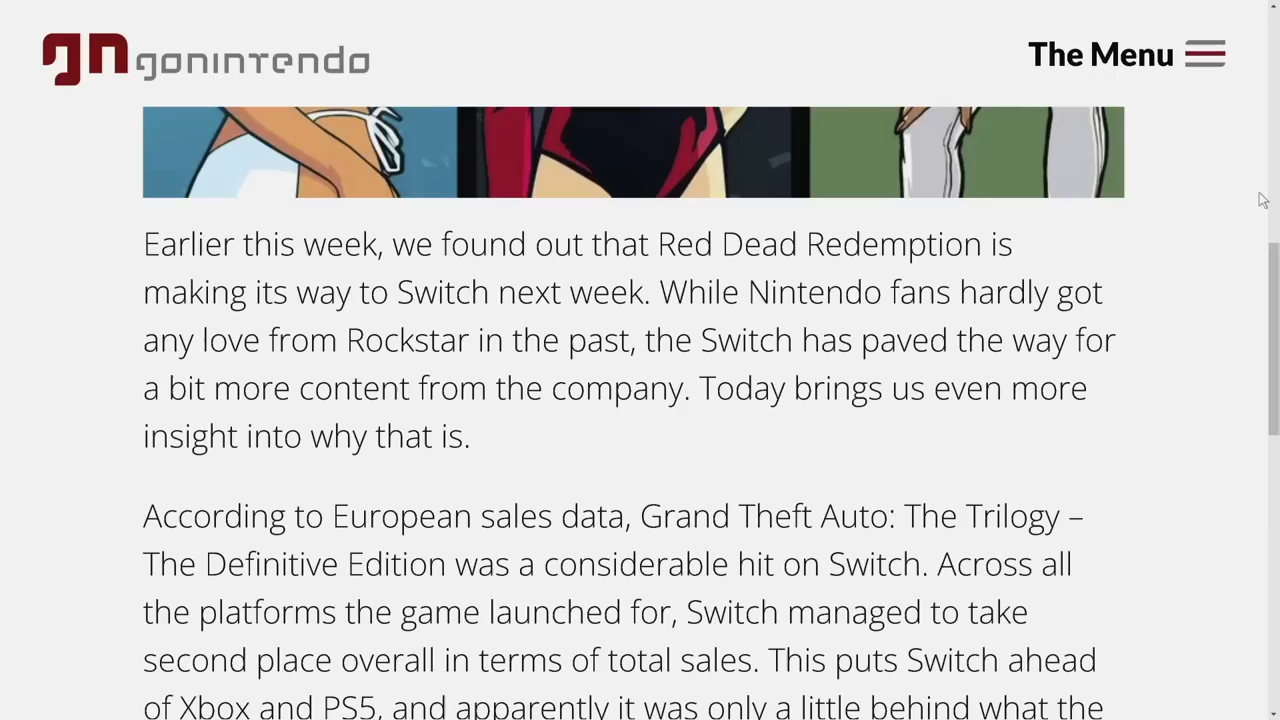 gn gonintendo
The Menu
Earlier this week, we found out that Red Dead Redemption is
making its way to Switch next week. While Nintendo fans hardly got
any love from Rockstar in the past, the Switch has paved the way for
a bit more content from the company. Today brings us even more
insight into why that is.
According to European sales data, Grand Theft Auto: The Trilogy –
The Definitive Edition was a considerable hit on Switch. Across all
the platforms the game launched for, Switch managed to take
second place overall in terms of total sales. This puts Switch ahead
of Xbox and PS5, and apparently it was only a little behind what the